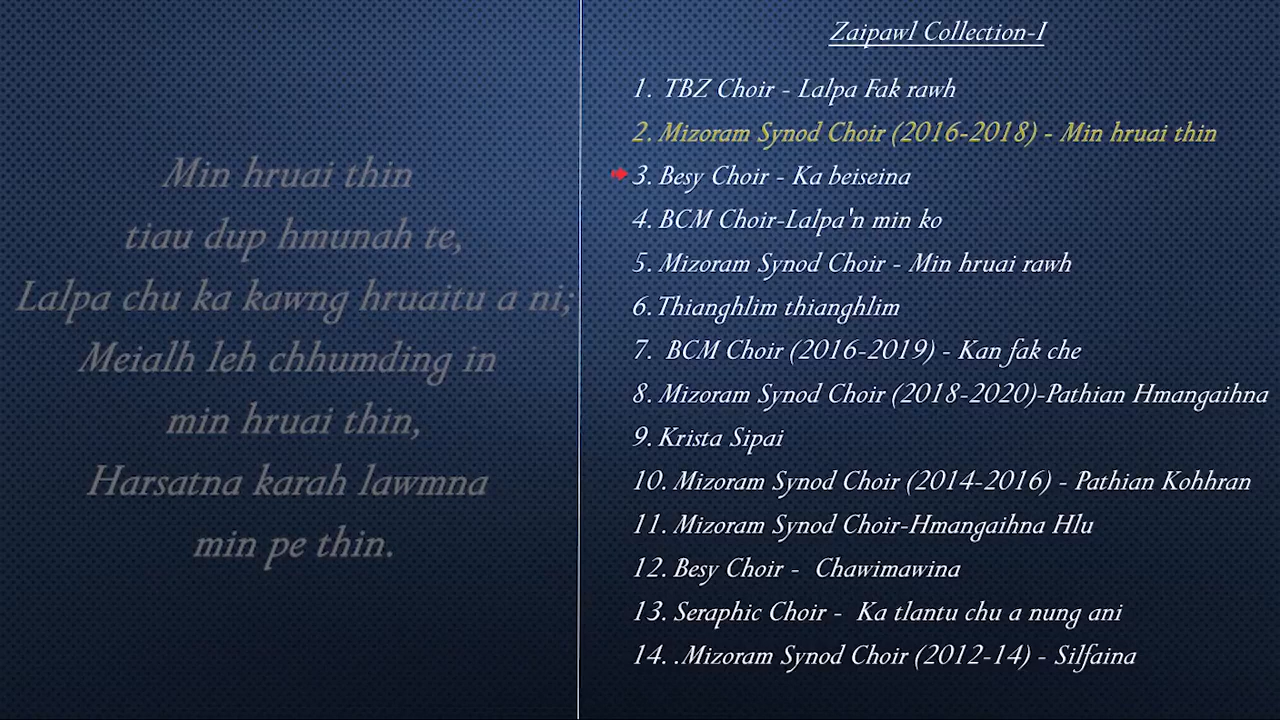 Min hruai thin
tiau dup hmunah te,
Lalpa chu ka kawng hruaitu a ni;
Meialh leh chhumding in
min hruai thin,
Harsatna karah lawmna
min pe thin.
Zaipawl Collection-I
1. TBZ Choir - Lalpa Fak rawh
2. Mizoram Synod Choir (2016-2018) - Min hruai thin
3. Besy Choir - Ka beiseina
4. BCM Choir-Lalpa'n min ko
5. Mizoram Synod Choir - Min hruai rawh
6. Thianghlim thianghlim
7. BCM Choir (2016-2019) - Kan fak che
8. Mizoram Synod Choir (2018-2020)-Pathian Hmangaihna
9. Krista Sipai
10. Mizoram Synod Choir (2014-2016) - Pathian Kohhran
11. Mizoram Synod Choir-Hmangaihna Hlu
12. Besy Choir - Chawimawina
13. Seraphic Choir - Ka tlantu chu a nung ani
14. .Mizoram Synod Choir (2012-14) - Silfaina